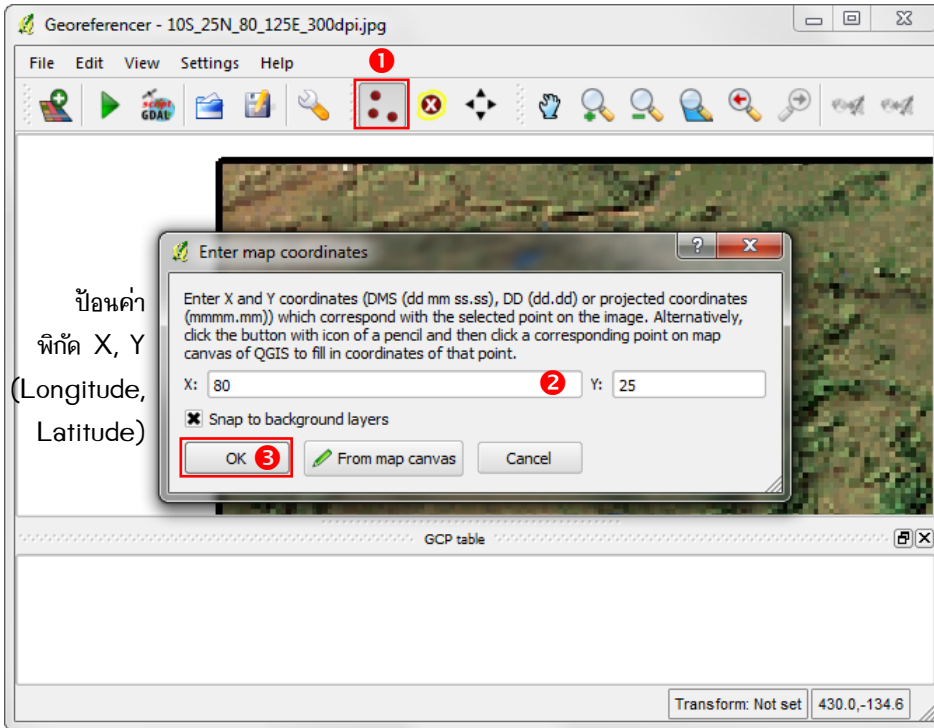 Georeferencer - 10S_25N_80_125E_300dpi.jpg
File Edit View Settings Help
1
script
GDAL
Enter map coordinates
ป้อนค่า
พิกัด X, Y
(Longitude,
Latitude)
Enter X and Y coordinates (DMS (dd mm ss.ss), DD (dd.dd) or projected coordinates
(mmmm.mm)) which correspond with the selected point on the image. Alternatively,
click the button with icon of a pencil and then click a corresponding point on map
canvas of QGIS to fill in coordinates of that point.
X: 80 2 Y: 25
Snap to background layers
OK 3 From map canvas Cancel
GCP table
Transform: Not set 430.0,-134.6